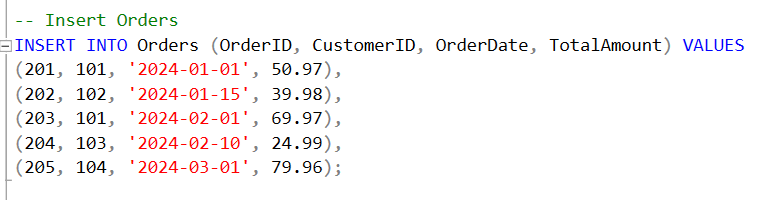 -- Insert Orders
INSERT INTO Orders (OrderID, CustomerID, OrderDate, TotalAmount) VALUES
(201, 101, '2024-01-01', 50.97),
(202, 102, '2024-01-15', 39.98),
(203, 101, '2024-02-01', 69.97),
(204, 103, '2024-02-10', 24.99),
(205, 104, '2024-03-01', 79.96);